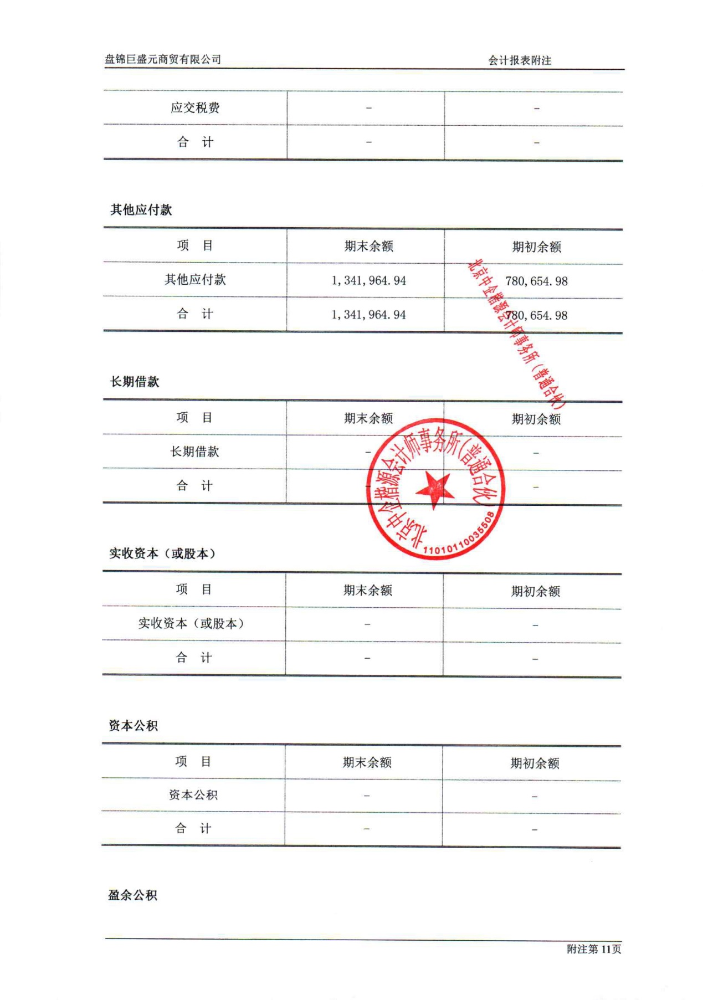 盘锦巨盛元商贸有限公司 会计报表附注
应交税费 － －
合 计 － －
其他应付款
项 目 期末余额 期初余额
其他应付款 1,341,964.94 780,654.98
合 计 1,341,964.94 780,654.98
北京中企楷源会计师事务所（普通合伙）
长期借款
项 目 期末余额 期初余额
长期借款 － －
合 计 － －
北京中企楷源会计师事务所（普通合伙）
11010110035508
实收资本（或股本）
项 目 期末余额 期初余额
实收资本（或股本） － －
合 计 － －
资本公积
项 目 期末余额 期初余额
资本公积 － －
合 计 － －
盈余公积
附注第 11页